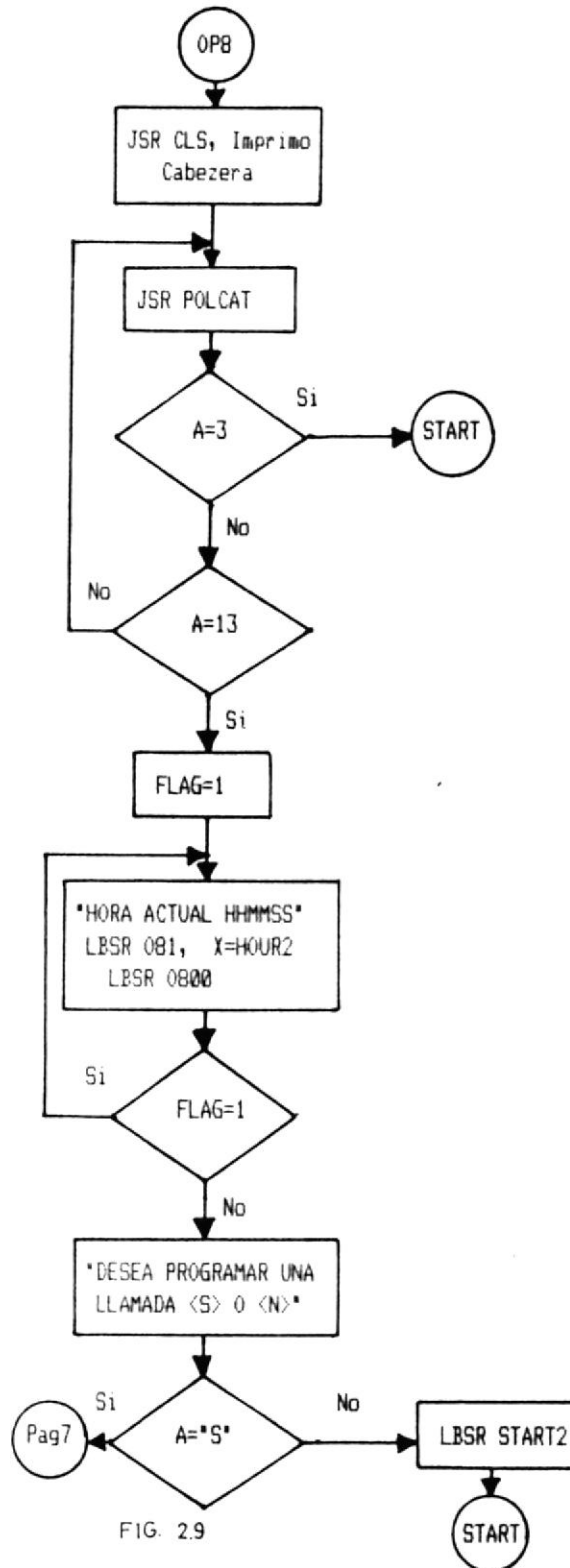 OP8
JSR CLS, Imprimo
Cabezera
JSR POLCAT
A=3
Si
START
No
A=13
No
Si
FLAG=1
"HORA ACTUAL HHMMSS"
LBSR O81, X=HOUR2
LBSR O800
FLAG=1
Si
No
"DESEA PROGRAMAR UNA
LLAMADA <S> O <N>"
A="S"
Si
Pag7
No
LBSR START2
START
FIG. 2.9